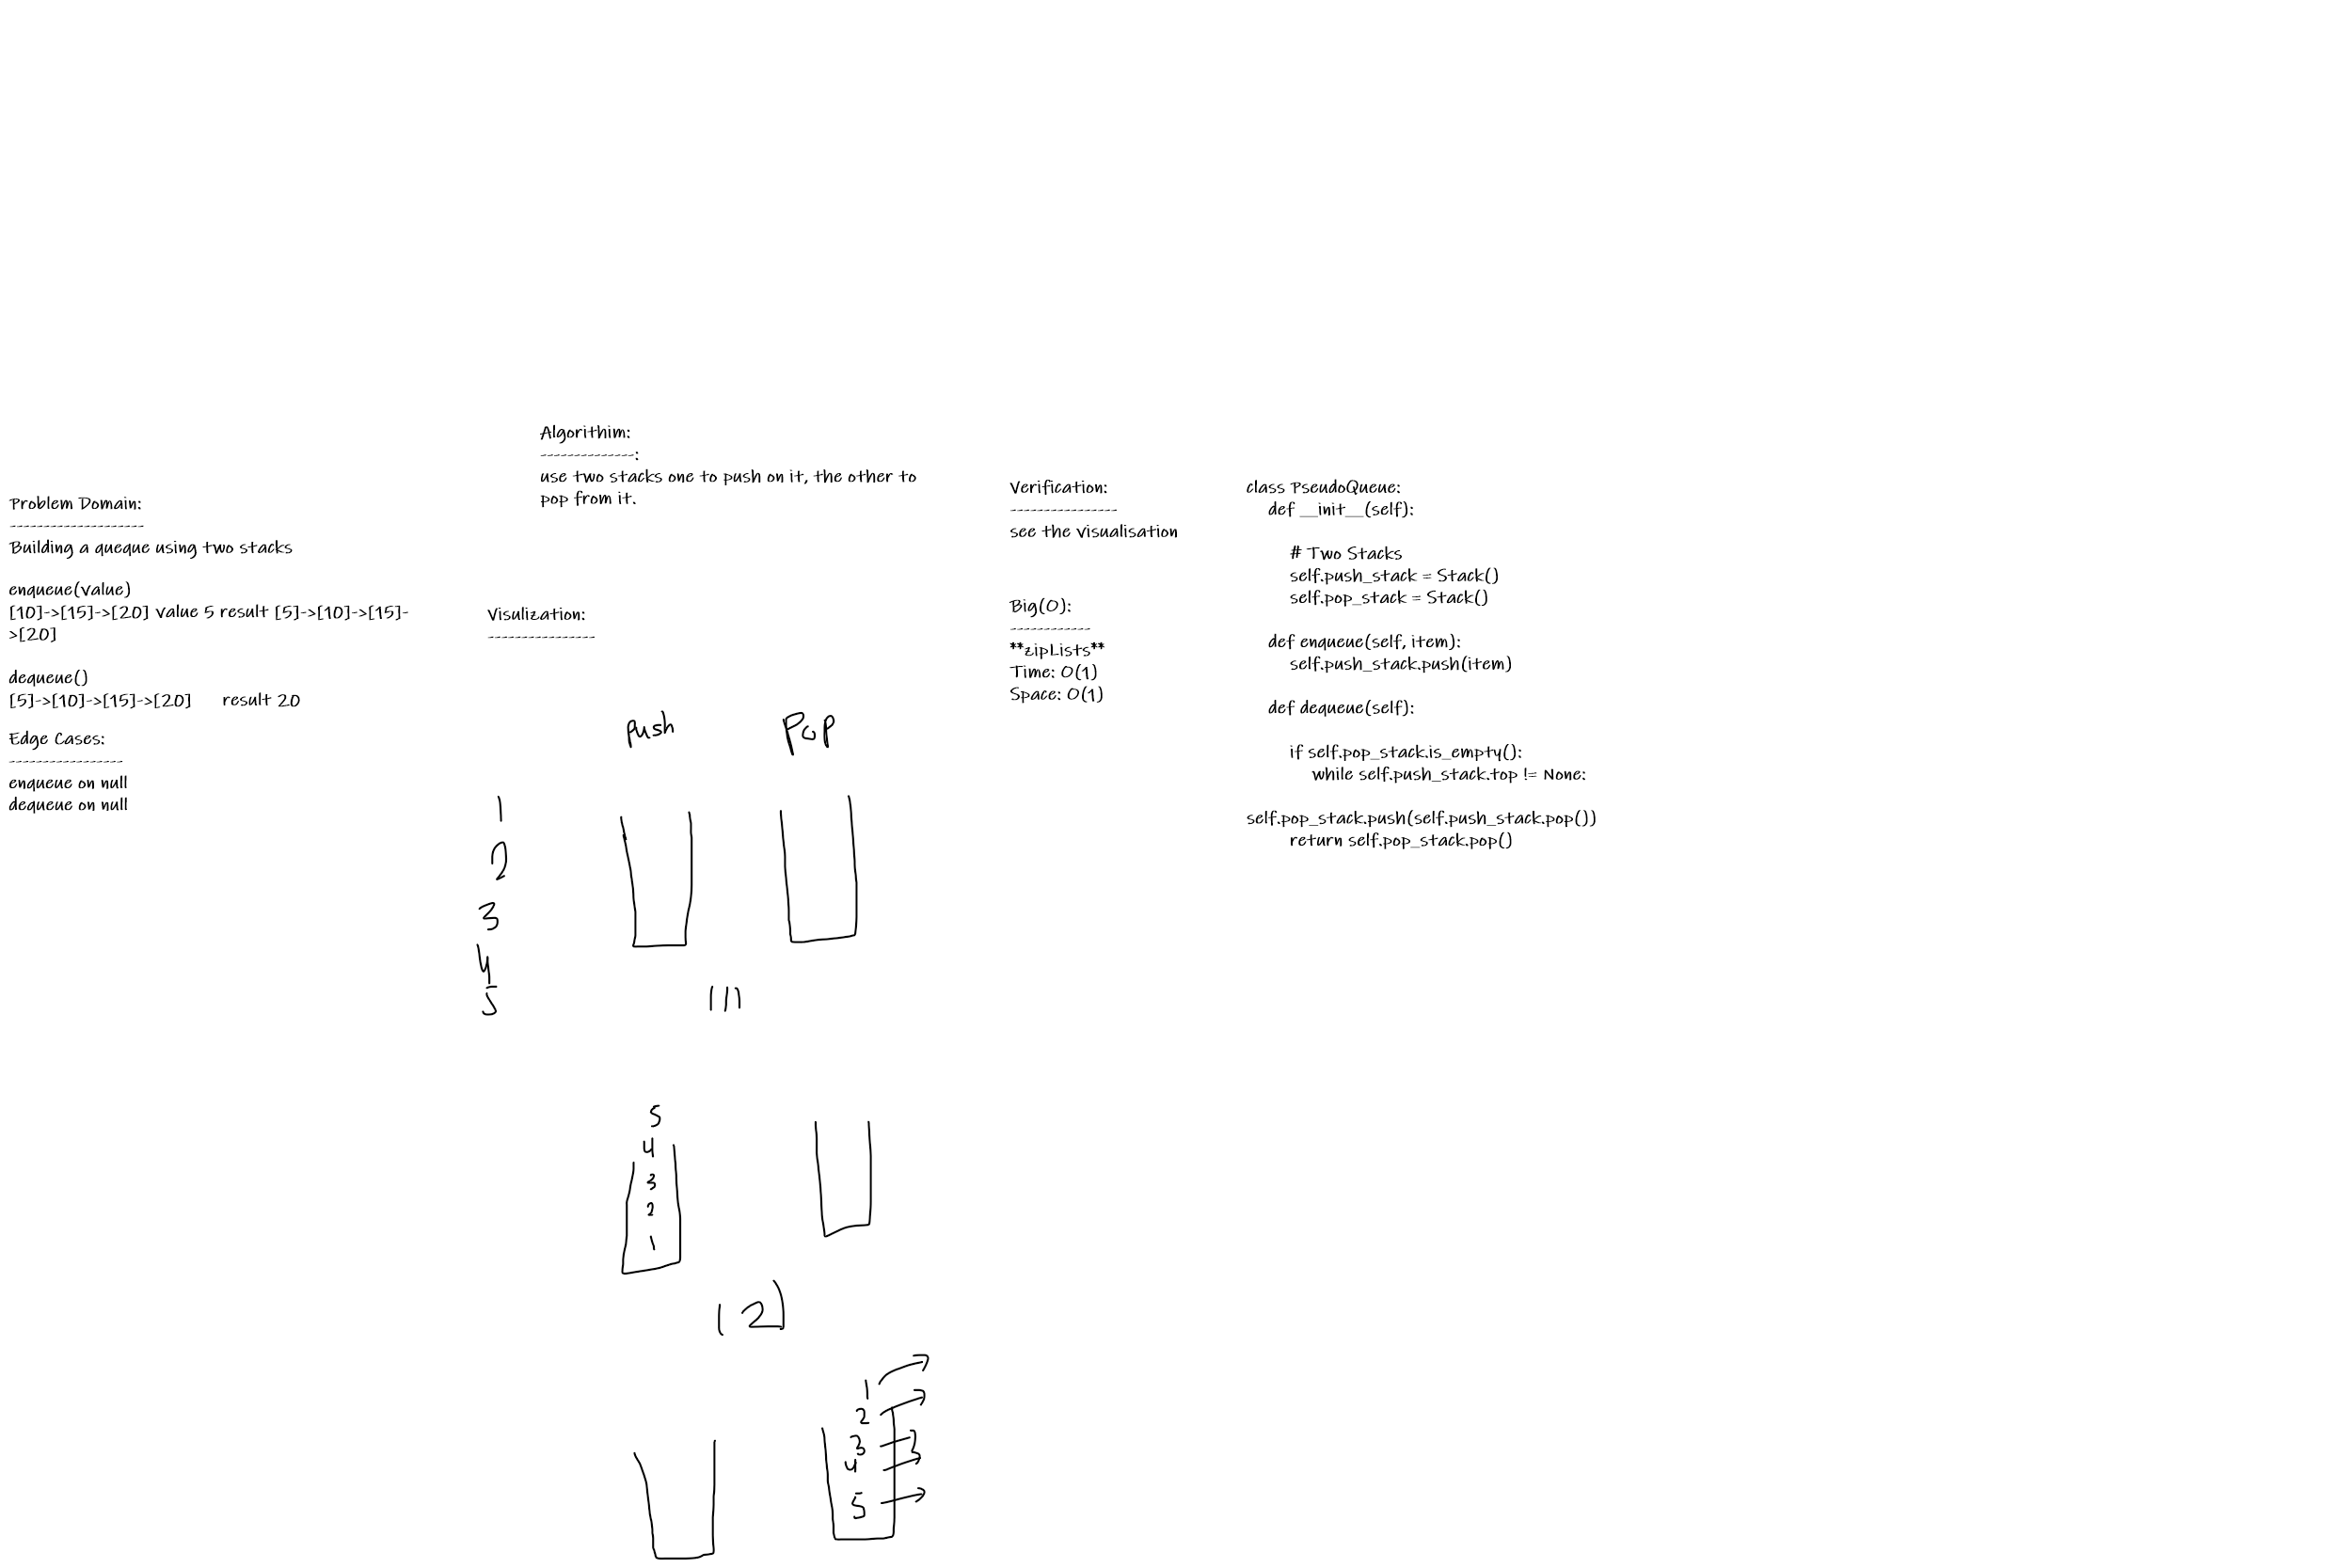 Problem Domain:
--------------------
Building a queque using two stacks
enqueue(value)
[10]->[15]->[20] value 5 result [5]->[10]->[15]-
>[20]
dequeue()
[5]->[10]->[15]->[20]     result 20
Edge Cases:
-----------------
enqueue on null
dequeue on null
Algorithim:
--------------:
use two stacks one to push on it, the other to
pop from it.
Visulization:
----------------
push
pop
1
2
3
4
5
(1)
5
4
3
2
1
(2)
1
2
3
4
5
Verification:
----------------
see the visualisation
Big(O):
------------
**zipLists**
Time: O(1)
Space: O(1)
class PseudoQueue:
    def __init__(self):
        # Two Stacks
        self.push_stack = Stack()
        self.pop_stack = Stack()
    def enqueue(self, item):
        self.push_stack.push(item)
    def dequeue(self):
        if self.pop_stack.is_empty():
            while self.push_stack.top != None:
self.pop_stack.push(self.push_stack.pop())
        return self.pop_stack.pop()